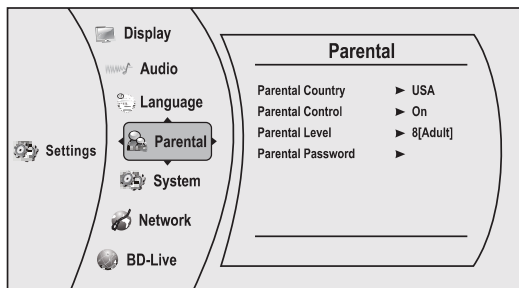 Settings
Display
Audio
Language
Parental
System
Network
BD-Live
Parental
Parental Country ► USA
Parental Control ► On
Parental Level ► 8[Adult]
Parental Password ►